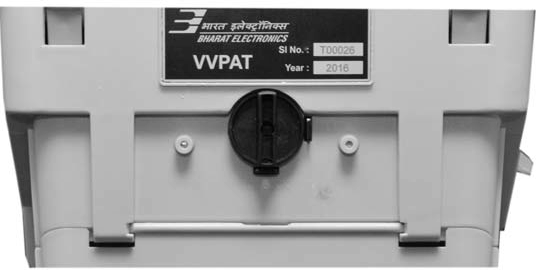 भारत इलेक्ट्रॉनिक्स
BHARAT ELECTRONICS
Sl No. : T00026
VVPAT
Year : 2016